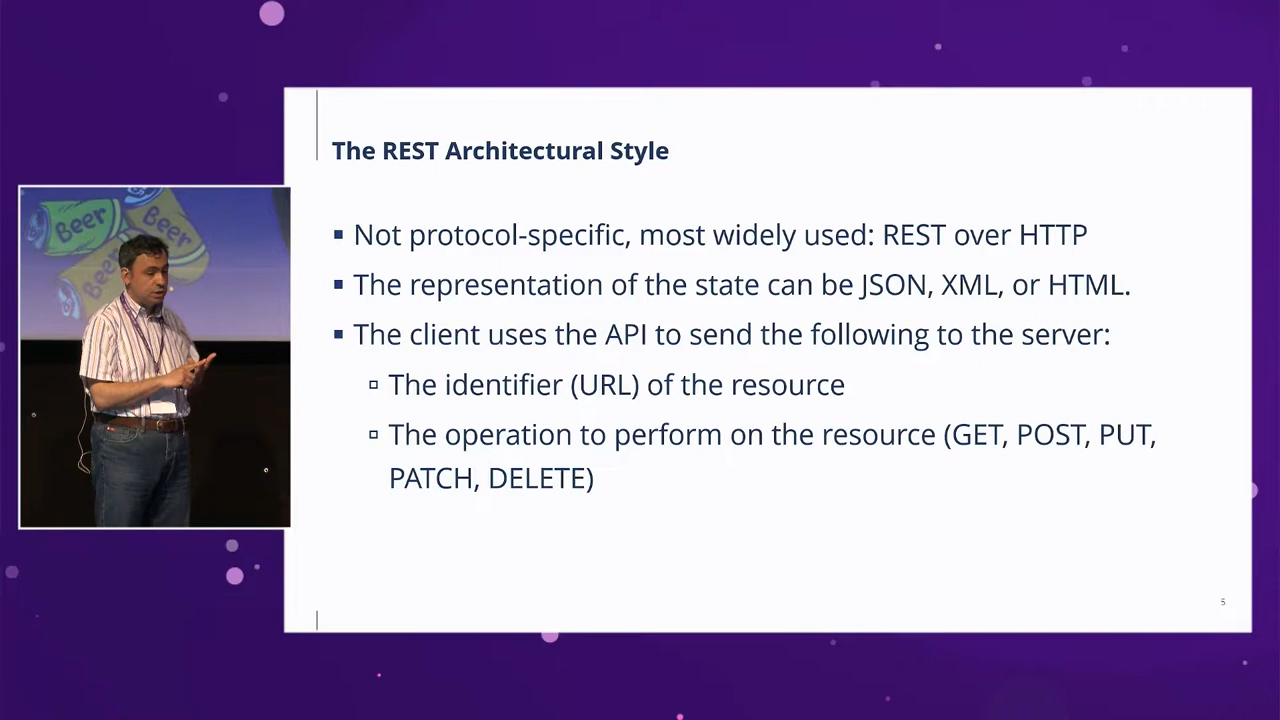 The REST Architectural Style
▪ Not protocol-specific, most widely used: REST over HTTP
▪ The representation of the state can be JSON, XML, or HTML.
▪ The client uses the API to send the following to the server:
▫ The identifier (URL) of the resource
▫ The operation to perform on the resource (GET, POST, PUT,
PATCH, DELETE)
5
Beer
Beer
Beer